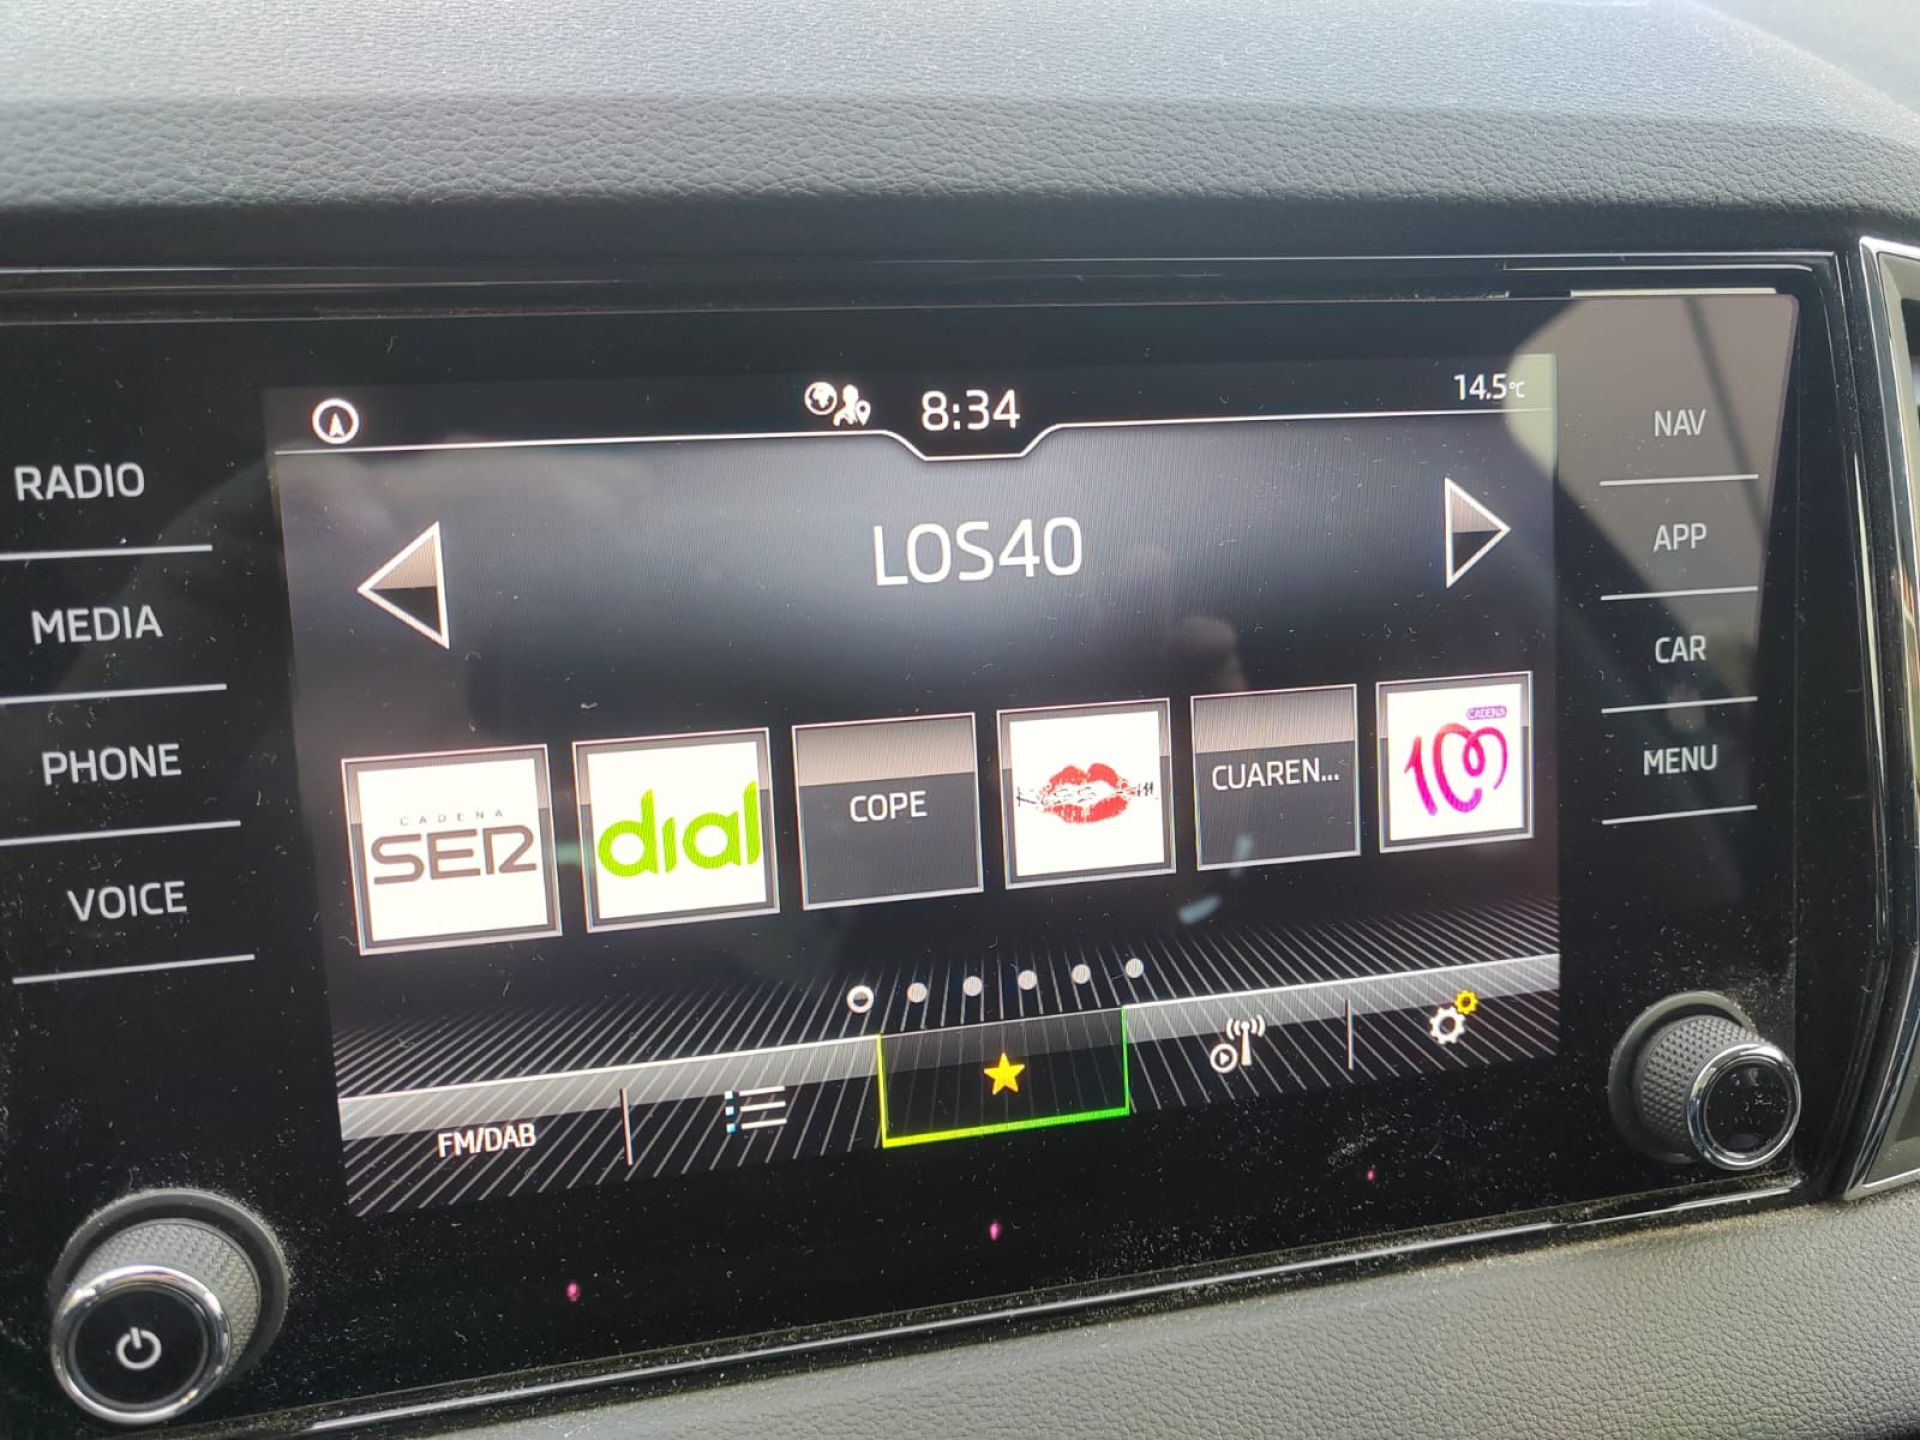 8:34
14.5°C
RADIO
MEDIA
PHONE
VOICE
LOS40
CADENA
SER
dial
COPE
CUAREN...
CADENA
100
FM/DAB
NAV
APP
CAR
MENU